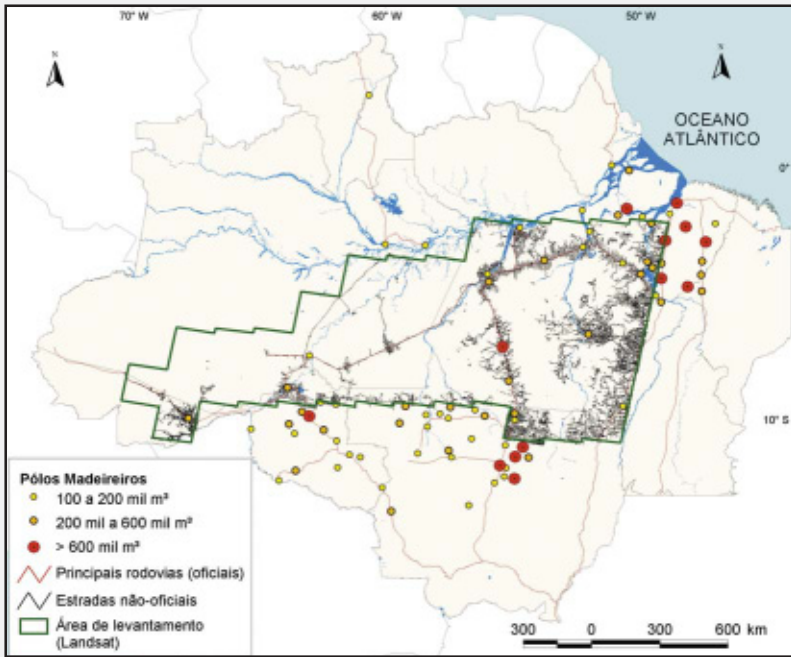 70° W
60° W
50° W
N
N
OCEANO
ATLÂNTICO
0°
10° S
Pólos Madeireiros
100 a 200 mil m³
200 mil a 600 mil m³
> 600 mil m³
Principais rodovias (oficiais)
Estradas não-oficiais
Área de levantamento
(Landsat)
300 0 300 600 km